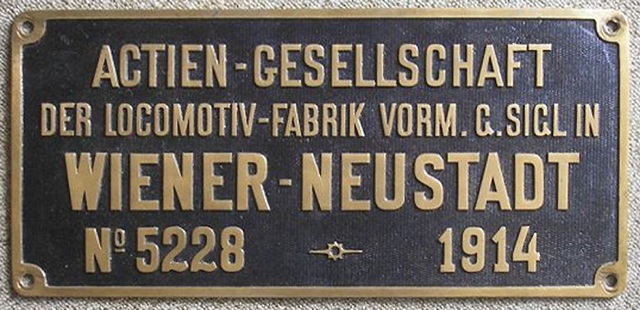 ACTIEN-GESELLSCHAFT
DER LOCOMOTIV-FABRIK VORM. G. SIGL IN
WIENER-NEUSTADT
Nº 5228 1914